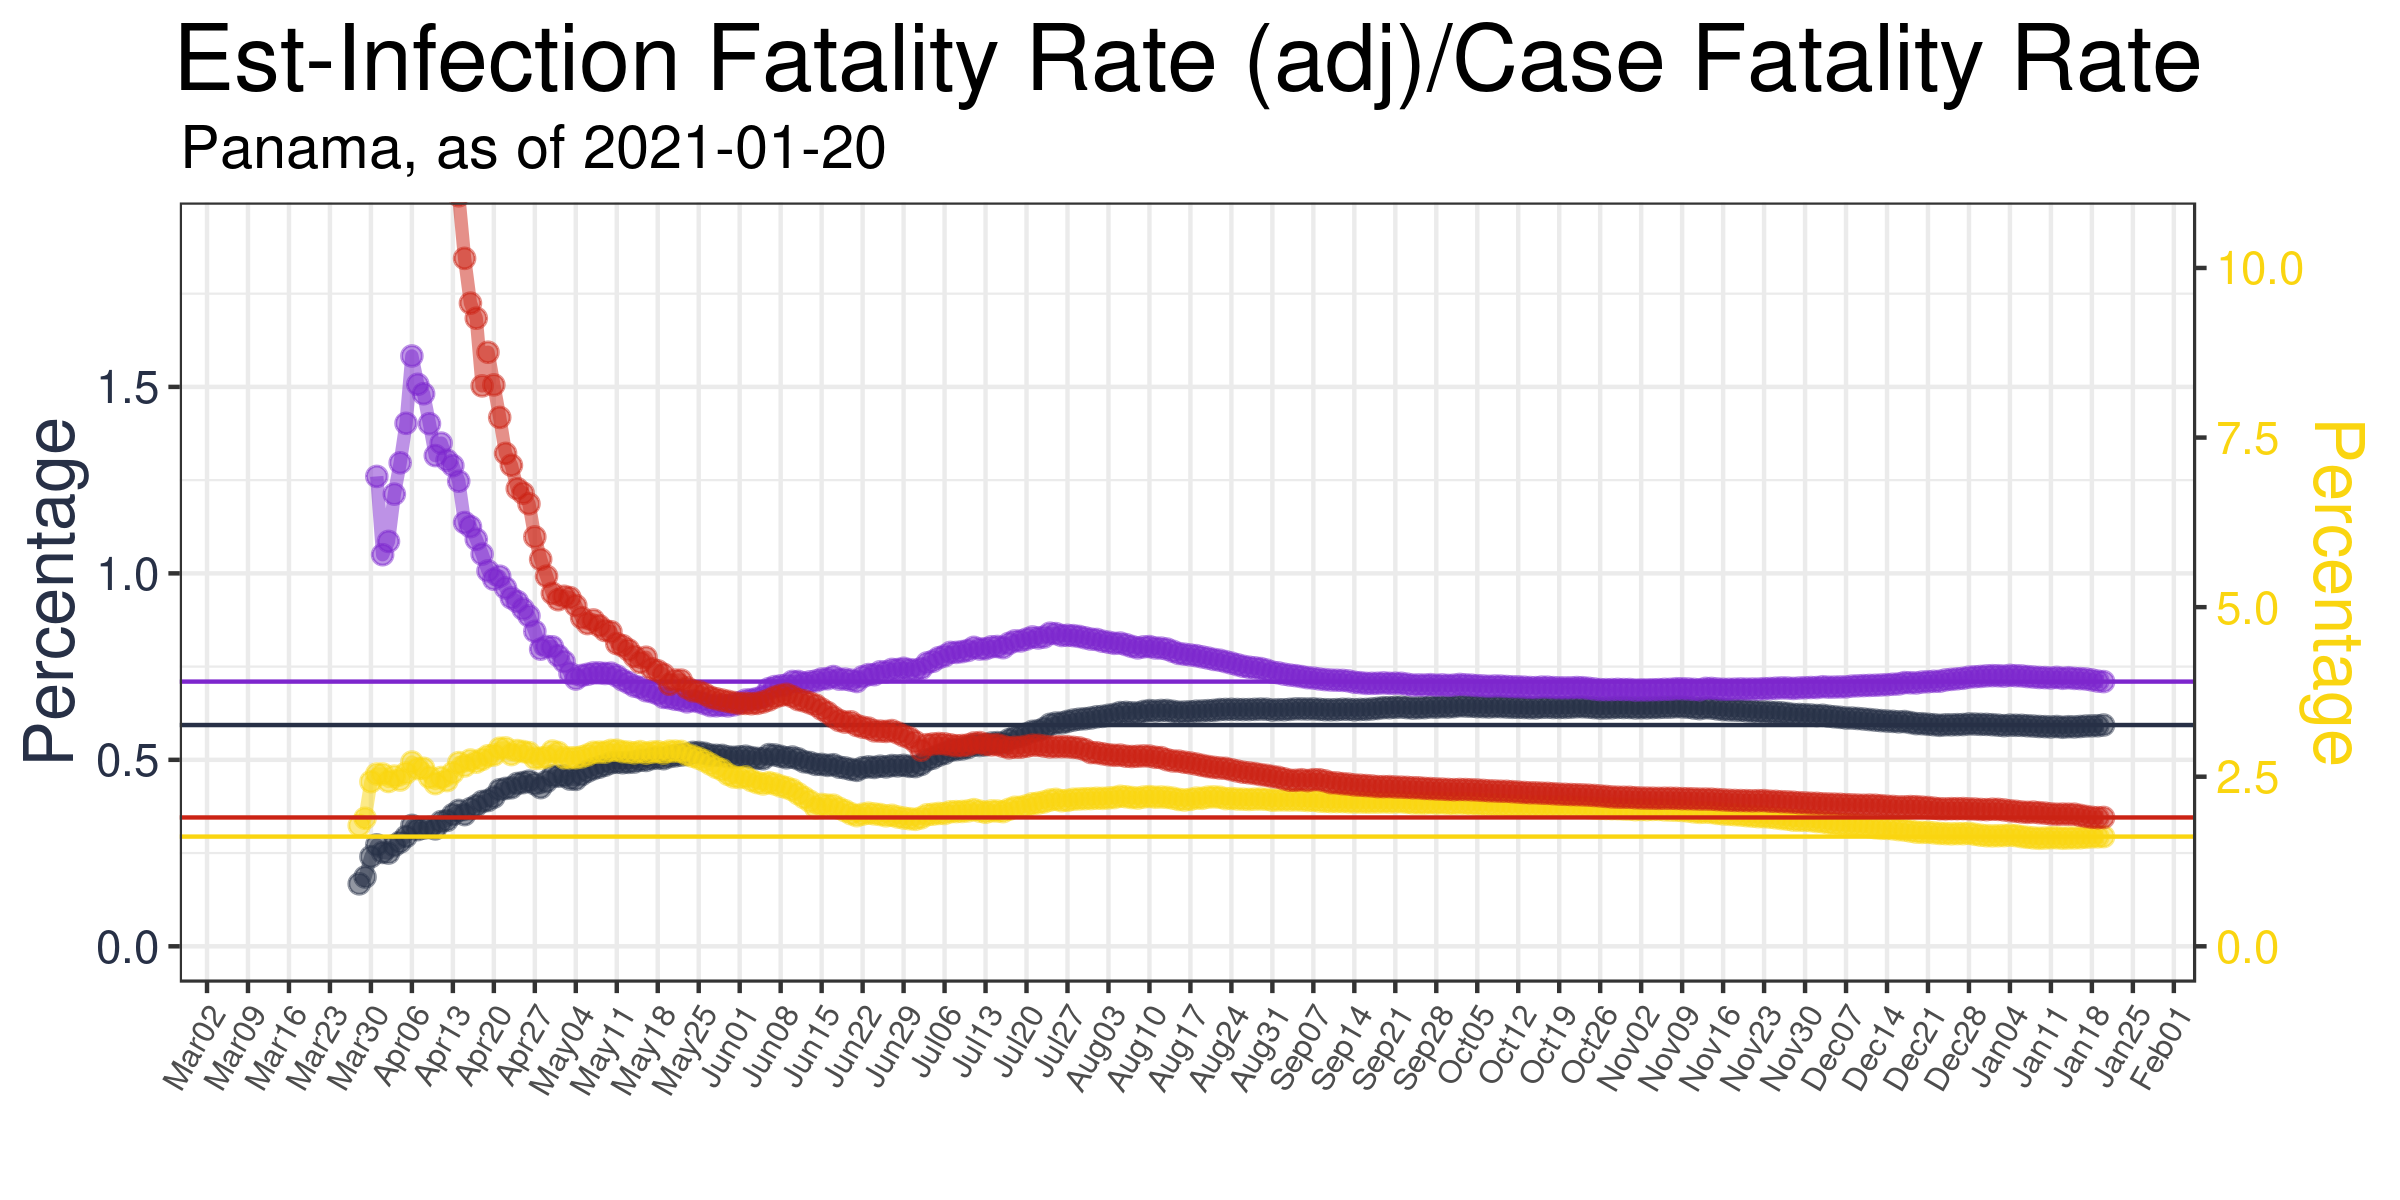 Est-Infection Fatality Rate (adj)/Case Fatality Rate
Panama, as of 2021-01-20
Percentage
1.5
1.0
0.5
0.0
10.0
7.5
5.0
2.5
0.0
Percentage
Mar02 Mar09 Mar16 Mar23 Mar30 Apr06 Apr13 Apr20 Apr27 May04 May11 May18 May25 Jun01 Jun08 Jun15 Jun22 Jun29 Jul06 Jul13 Jul20 Jul27 Aug03 Aug10 Aug17 Aug24 Aug31 Sep07 Sep14 Sep21 Sep28 Oct05 Oct12 Oct19 Oct26 Nov02 Nov09 Nov16 Nov23 Nov30 Dec07 Dec14 Dec21 Dec28 Jan04 Jan11 Jan18 Jan25 Feb01